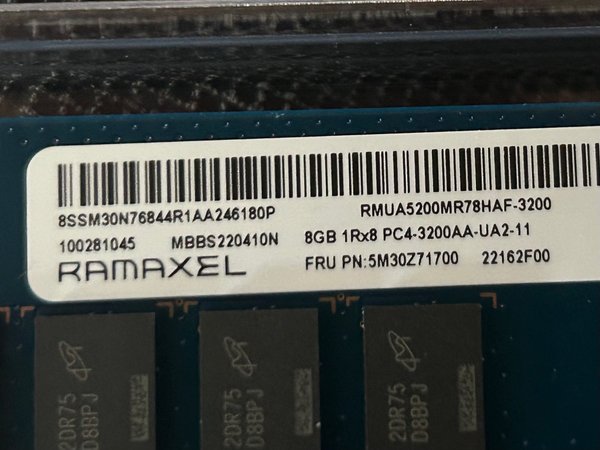 8SSM30N76844R1AA246180P RMUA5200MR78HAF-3200
100281045 MBBS220410N 8GB 1Rx8 PC4-3200AA-UA2-11
RAMAXEL FRU PN:5M30Z71700 22162F00
2DR75 2DR75 2DR75
D8BPJ D8BPJ D8BPJ